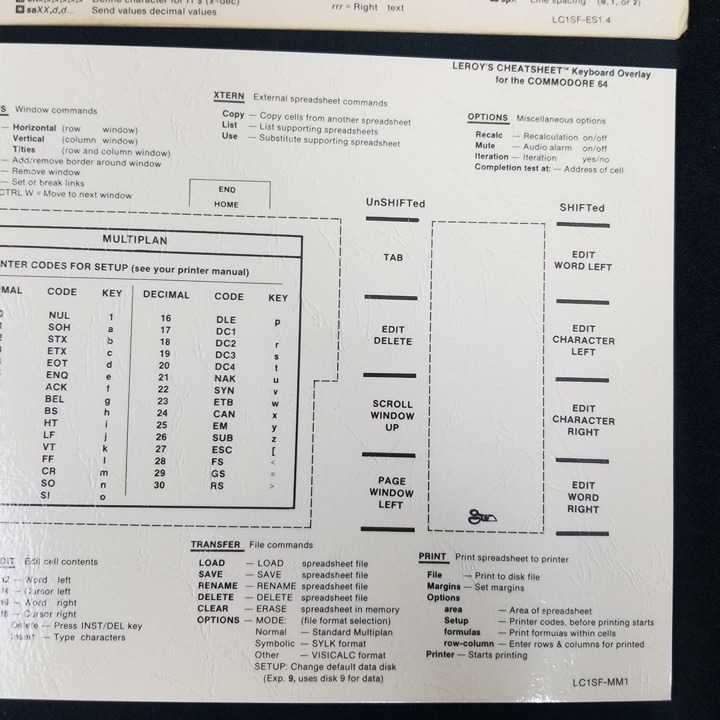 saXX,d,d... Send values decimal values
rrr = Right text
Line spacing (0, 1, or 2)
LC1SF-ES1.4
LEROY'S CHEATSHEET™ Keyboard Overlay
for the COMMODORE 64
S Window commands
— Horizontal (row window)
Vertical (column window)
Titles (row and column window)
— Add/remove border around window
— Remove window
— Set or break links
CTRL W = Move to next window
XTERN External spreadsheet commands
Copy — Copy cells from another spreadsheet
List — List supporting spreadsheets
Use — Substitute supporting spreadsheet
OPTIONS Miscellaneous options
Recalc — Recalculation on/off
Mute — Audio alarm on/off
Iteration — Iteration yes/no
Completion test at: — Address of cell
END
HOME
UnSHIFTed
SHIFTed
TAB
EDIT
WORD LEFT
EDIT
DELETE
EDIT
CHARACTER
LEFT
SCROLL
WINDOW
UP
EDIT
CHARACTER
RIGHT
PAGE
WINDOW
LEFT
EDIT
WORD
RIGHT
MULTIPLAN
NTER CODES FOR SETUP (see your printer manual)
MAL CODE KEY DECIMAL CODE KEY
NUL 1 16 DLE p
SOH a 17 DC1
STX b 18 DC2 r
ETX c 19 DC3 s
EOT d 20 DC4 t
ENQ e 21 NAK u
ACK f 22 SYN v
BEL g 23 ETB w
BS h 24 CAN x
HT i 25 EM y
LF j 26 SUB z
VT k 27 ESC [
FF l 28 FS <
CR m 29 GS =
SO n 30 RS >
SI o
DIT Edit cell contents
— Word left
— Cursor left
— Word right
— Cursor right
Delete — Press INST/DEL key
Insert — Type characters
TRANSFER File commands
LOAD — LOAD spreadsheet file
SAVE — SAVE spreadsheet file
RENAME — RENAME spreadsheet file
DELETE — DELETE spreadsheet file
CLEAR — ERASE spreadsheet in memory
OPTIONS — MODE: (file format selection)
Normal — Standard Multiplan
Symbolic — SYLK format
Other — VISICALC format
SETUP: Change default data disk
(Exp. 9, uses disk 9 for data)
PRINT Print spreadsheet to printer
File — Print to disk file
Margins — Set margins
Options
area — Area of spreadsheet
Setup — Printer codes, before printing starts
formulas — Print formulas within cells
row-column — Enter rows & columns for printed
Printer — Starts printing
LC1SF-MM1